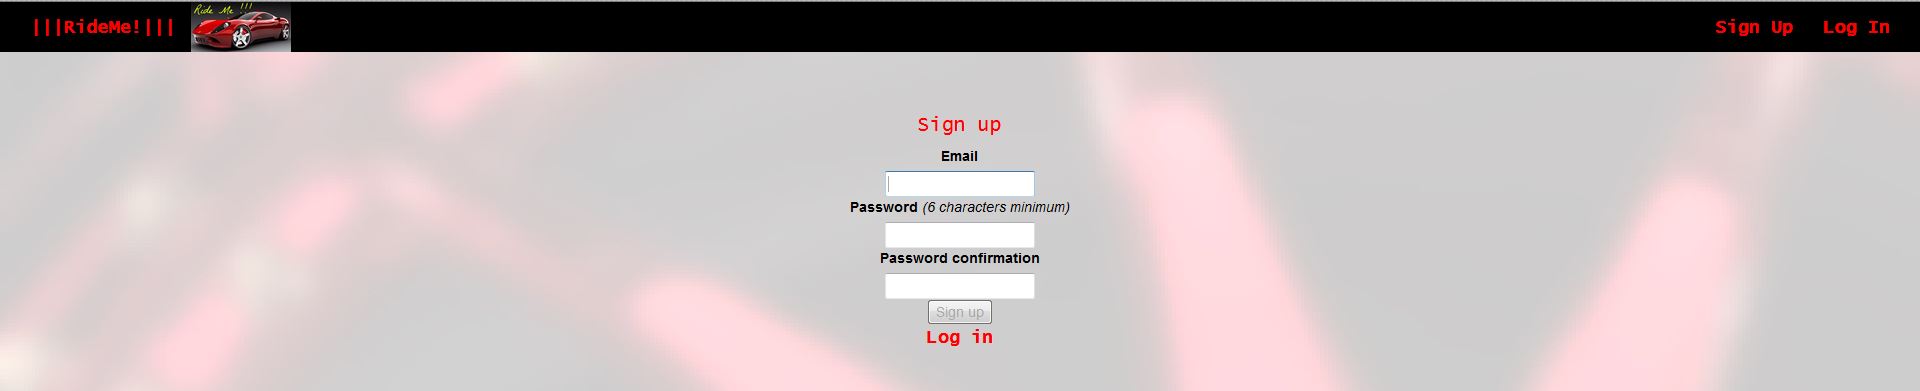 |||RideMe!||| Ride Me !!! Sign Up Log In
Sign up
Email
Password (6 characters minimum)
Password confirmation
Sign up
Log in